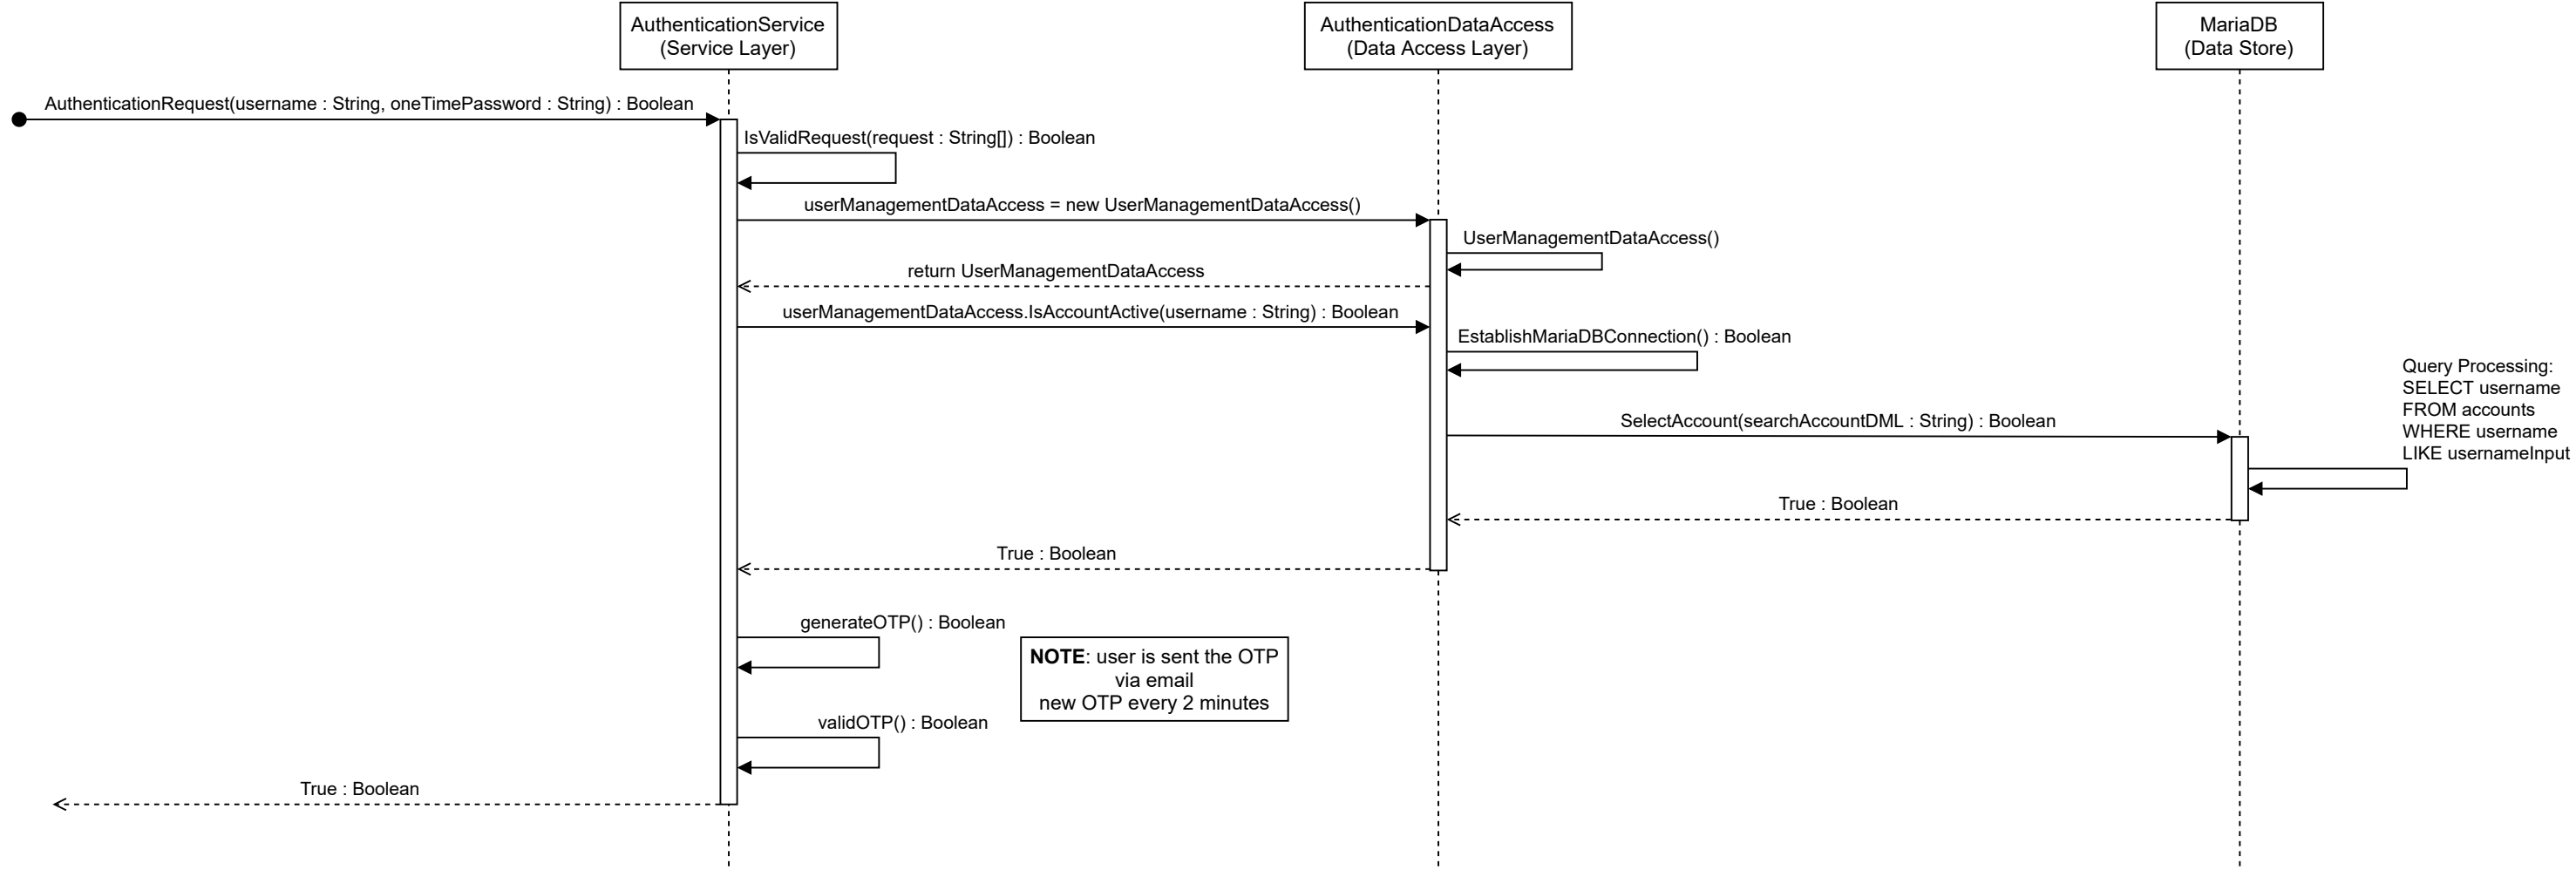 AuthenticationService
(Service Layer)
AuthenticationDataAccess
(Data Access Layer)
MariaDB
(Data Store)
AuthenticationRequest(username : String, oneTimePassword : String) : Boolean
IsValidRequest(request : String[]) : Boolean
userManagementDataAccess = new UserManagementDataAccess()
UserManagementDataAccess()
return UserManagementDataAccess
userManagementDataAccess.IsAccountActive(username : String) : Boolean
EstablishMariaDBConnection() : Boolean
Query Processing:
SELECT username
FROM accounts
WHERE username
LIKE usernameInput
SelectAccount(searchAccountDML : String) : Boolean
True : Boolean
True : Boolean
generateOTP() : Boolean
NOTE: user is sent the OTP
via email
new OTP every 2 minutes
validOTP() : Boolean
True : Boolean